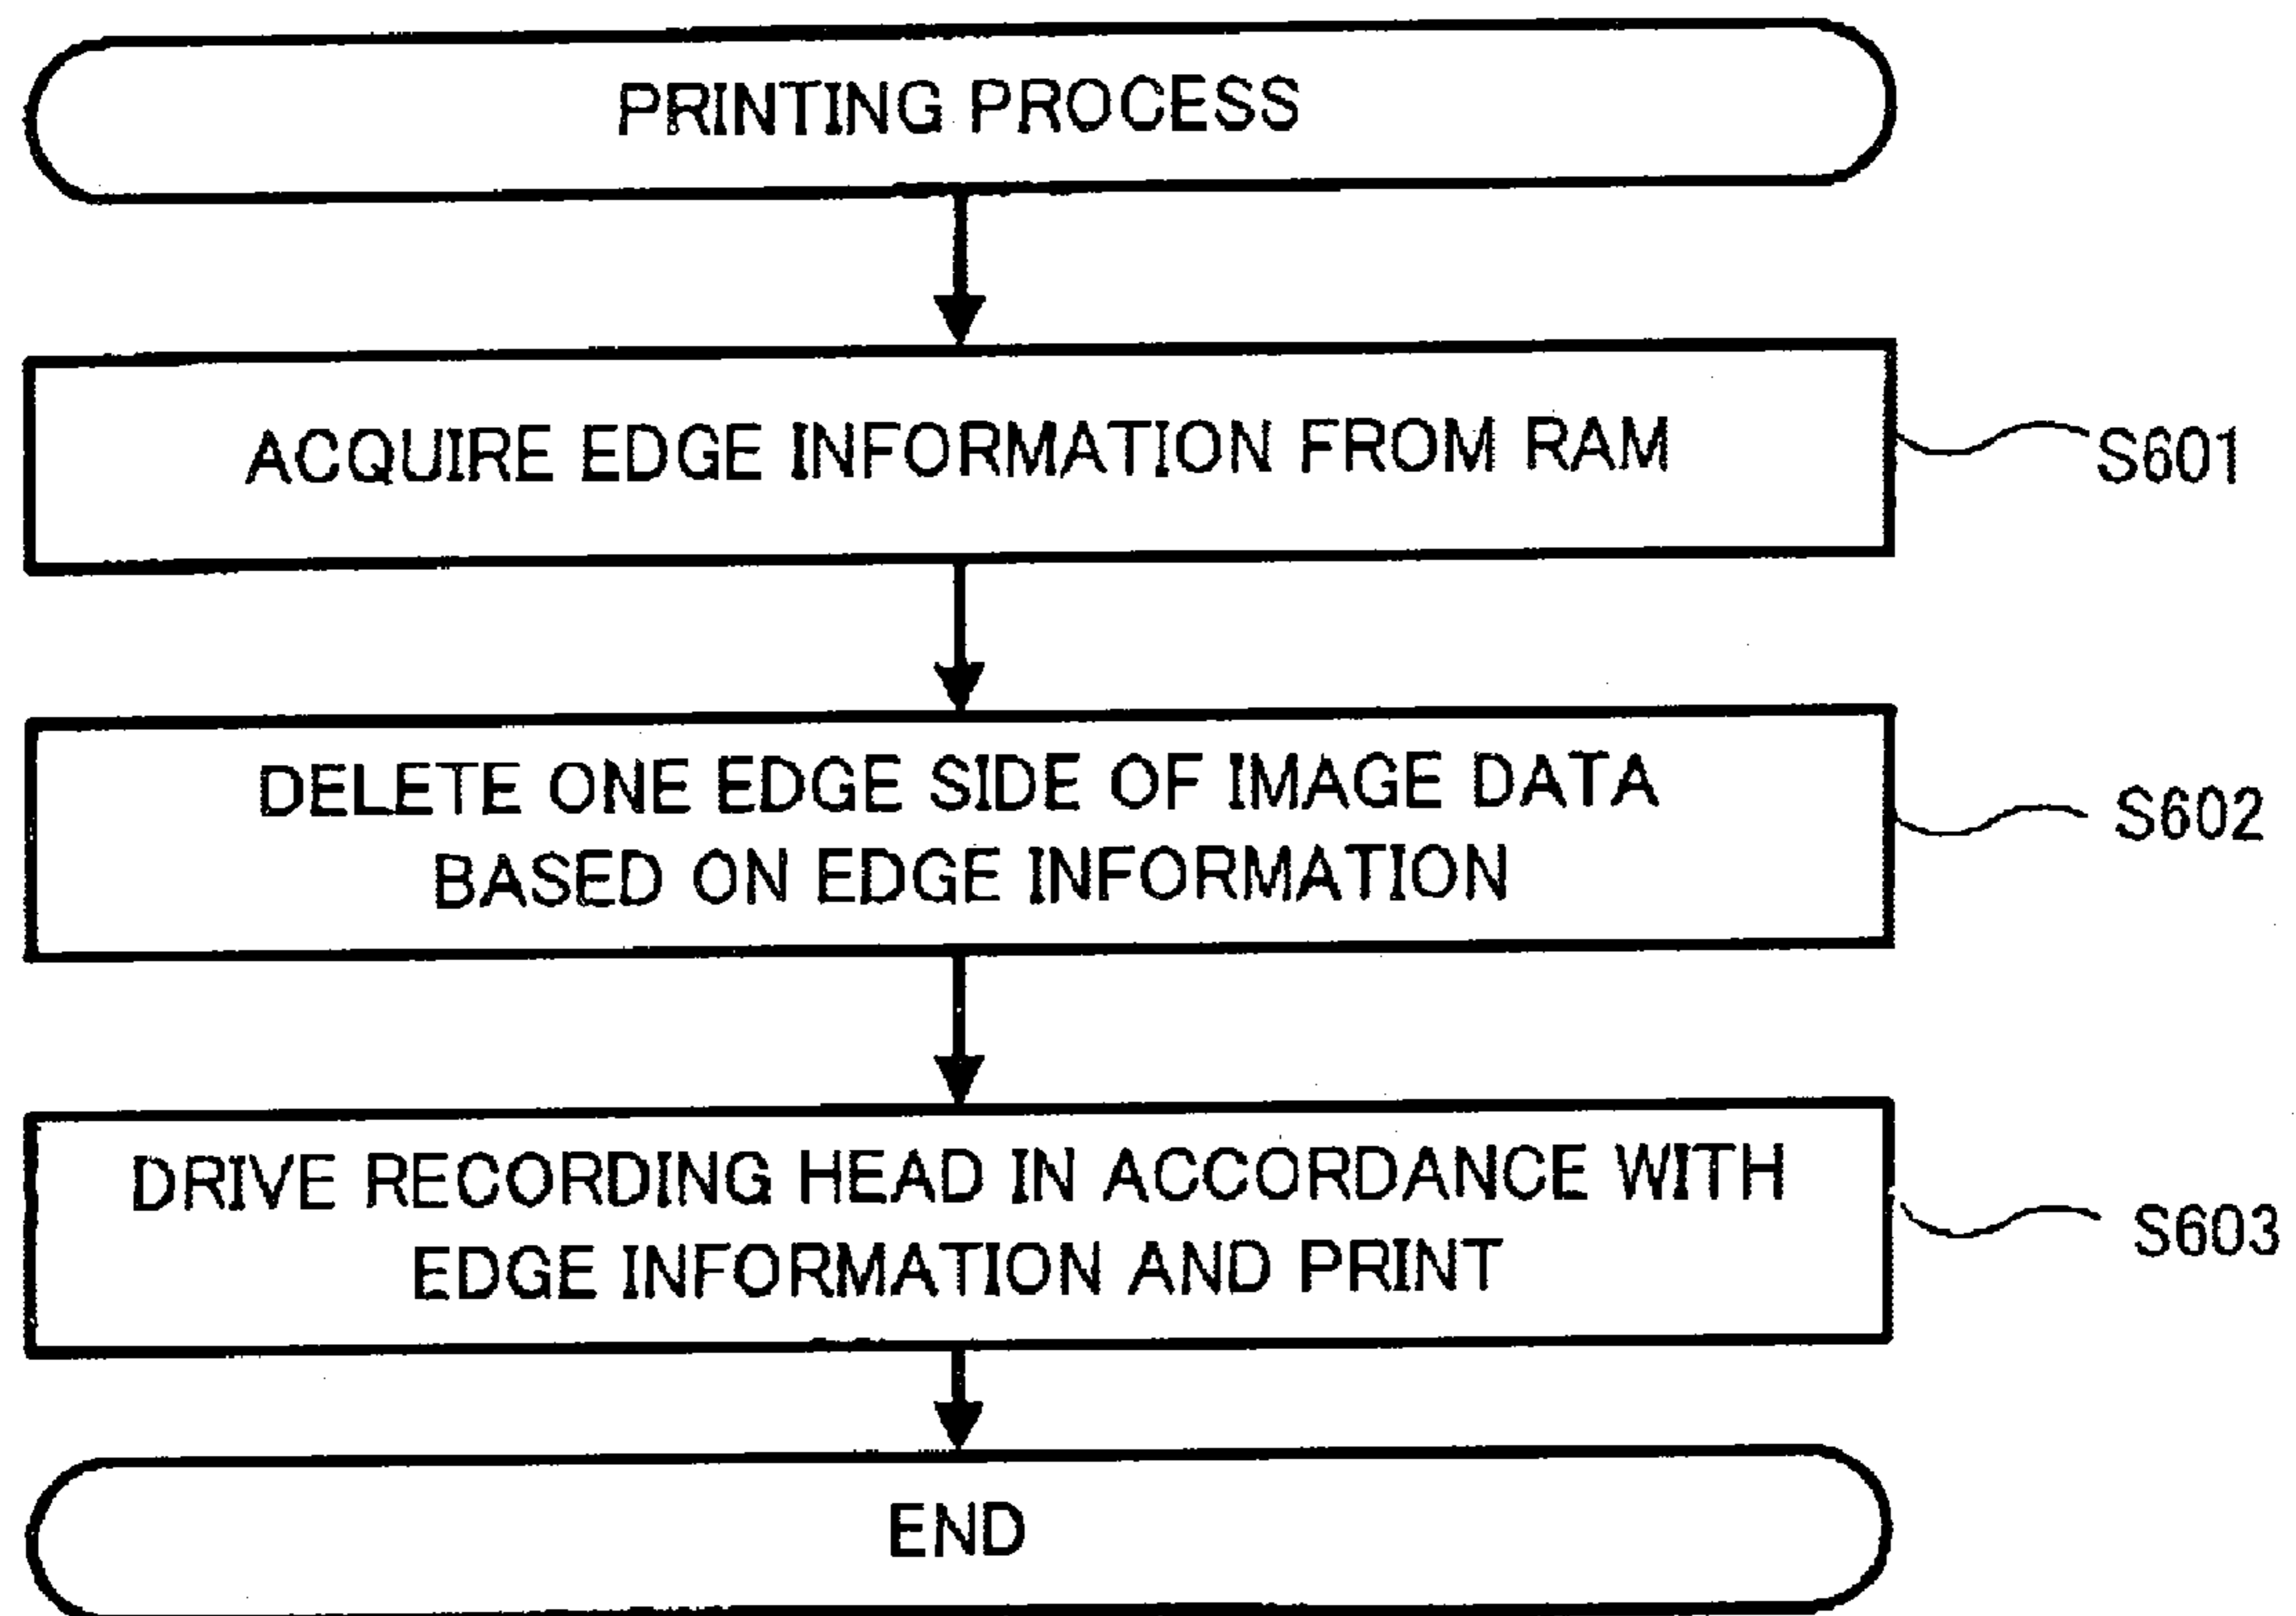 PRINTING PROCESS
ACQUIRE EDGE INFORMATION FROM RAM
S601
DELETE ONE EDGE SIDE OF IMAGE DATA
BASED ON EDGE INFORMATION
S602
DRIVE RECORDING HEAD IN ACCORDANCE WITH
EDGE INFORMATION AND PRINT
S603
END